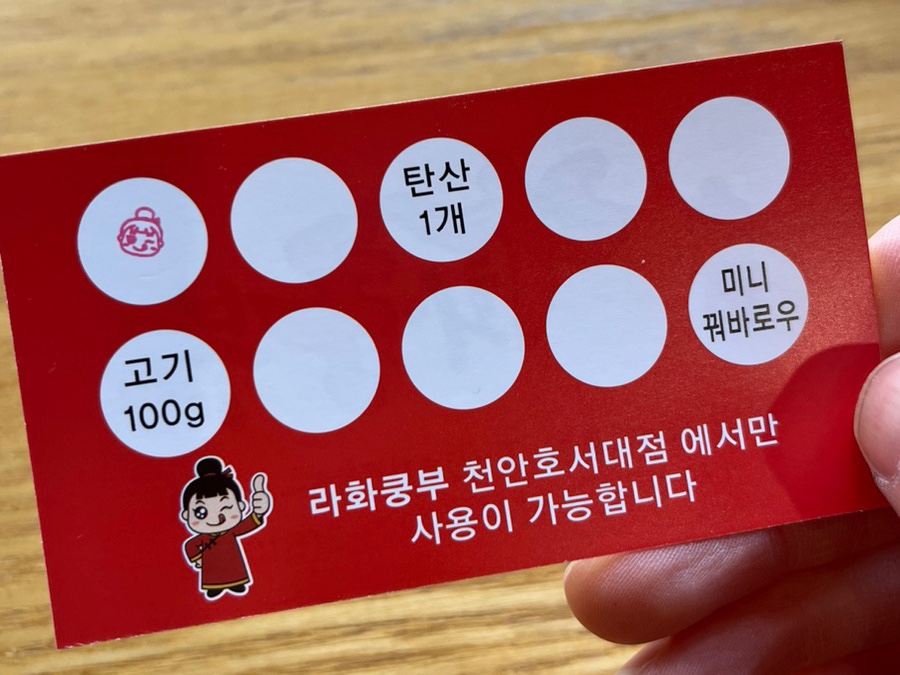 탄산
1개
고기
100g
미니
꿔바로우
라화쿵부 천안호서대점 에서만
사용이 가능합니다